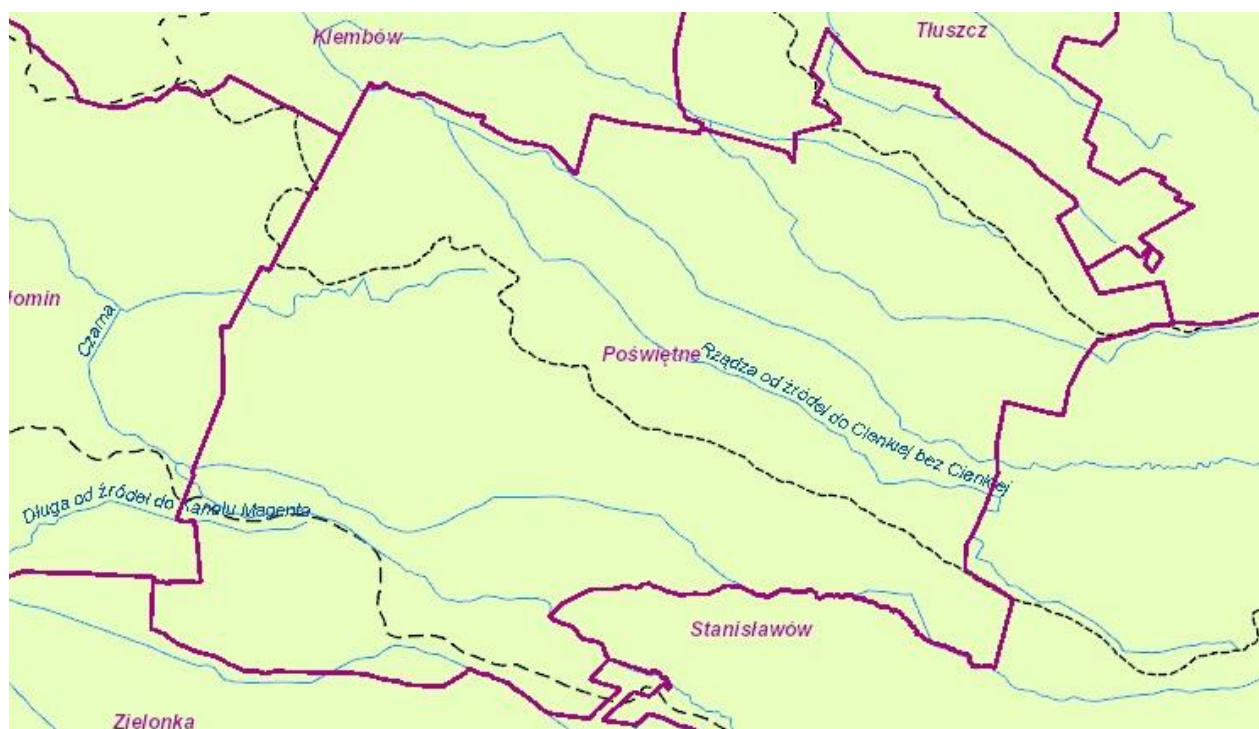 Klembów
Tłuszcz
łomin
Czarna
Poświętne
Rządza od źródeł do Cienkiej bez Cienkiej
Długa od źródeł do Kanału Magenta
Stanisławów
Zielonka